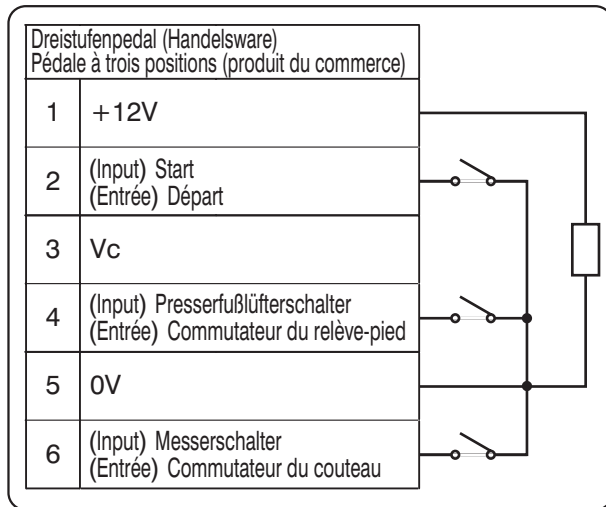 Dreistufenpedal (Handelsware)
Pédale à trois positions (produit du commerce)
1 +12V
2 (Input) Start
(Entrée) Départ
3 Vc
4 (Input) Presserfußlüfterschalter
(Entrée) Commutateur du relève-pied
5 0V
6 (Input) Messerschalter
(Entrée) Commutateur du couteau